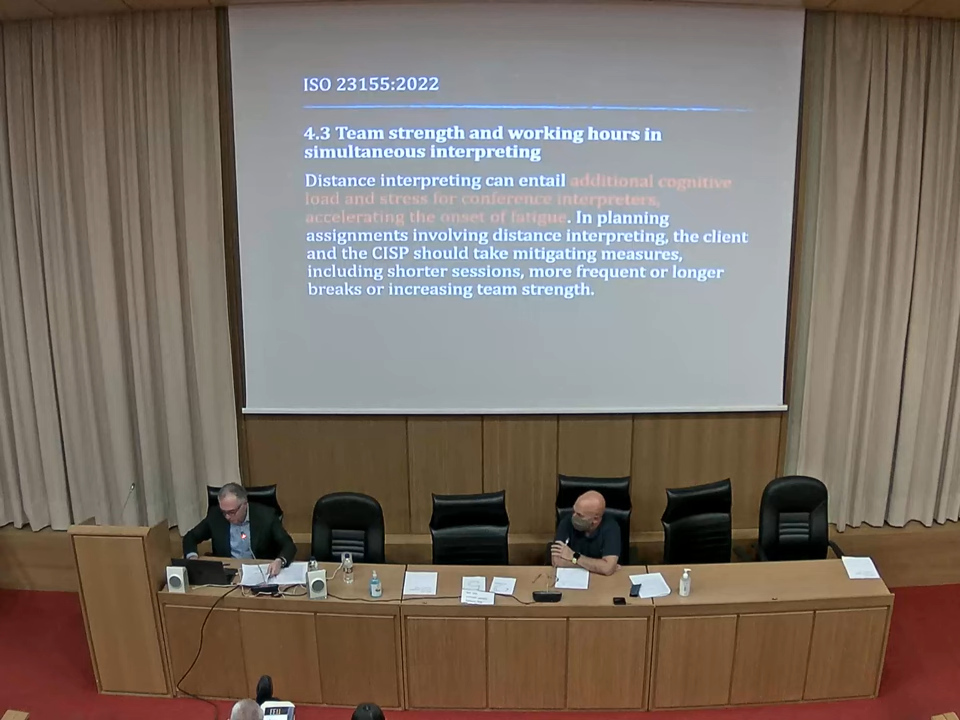 ISO 23155:2022
4.3 Team strength and working hours in
simultaneous interpreting
Distance interpreting can entail additional cognitive
load and stress for conference interpreters,
accelerating the onset of fatigue. In planning
assignments involving distance interpreting, the client
and the CISP should take mitigating measures,
including shorter sessions, more frequent or longer
breaks or increasing team strength.